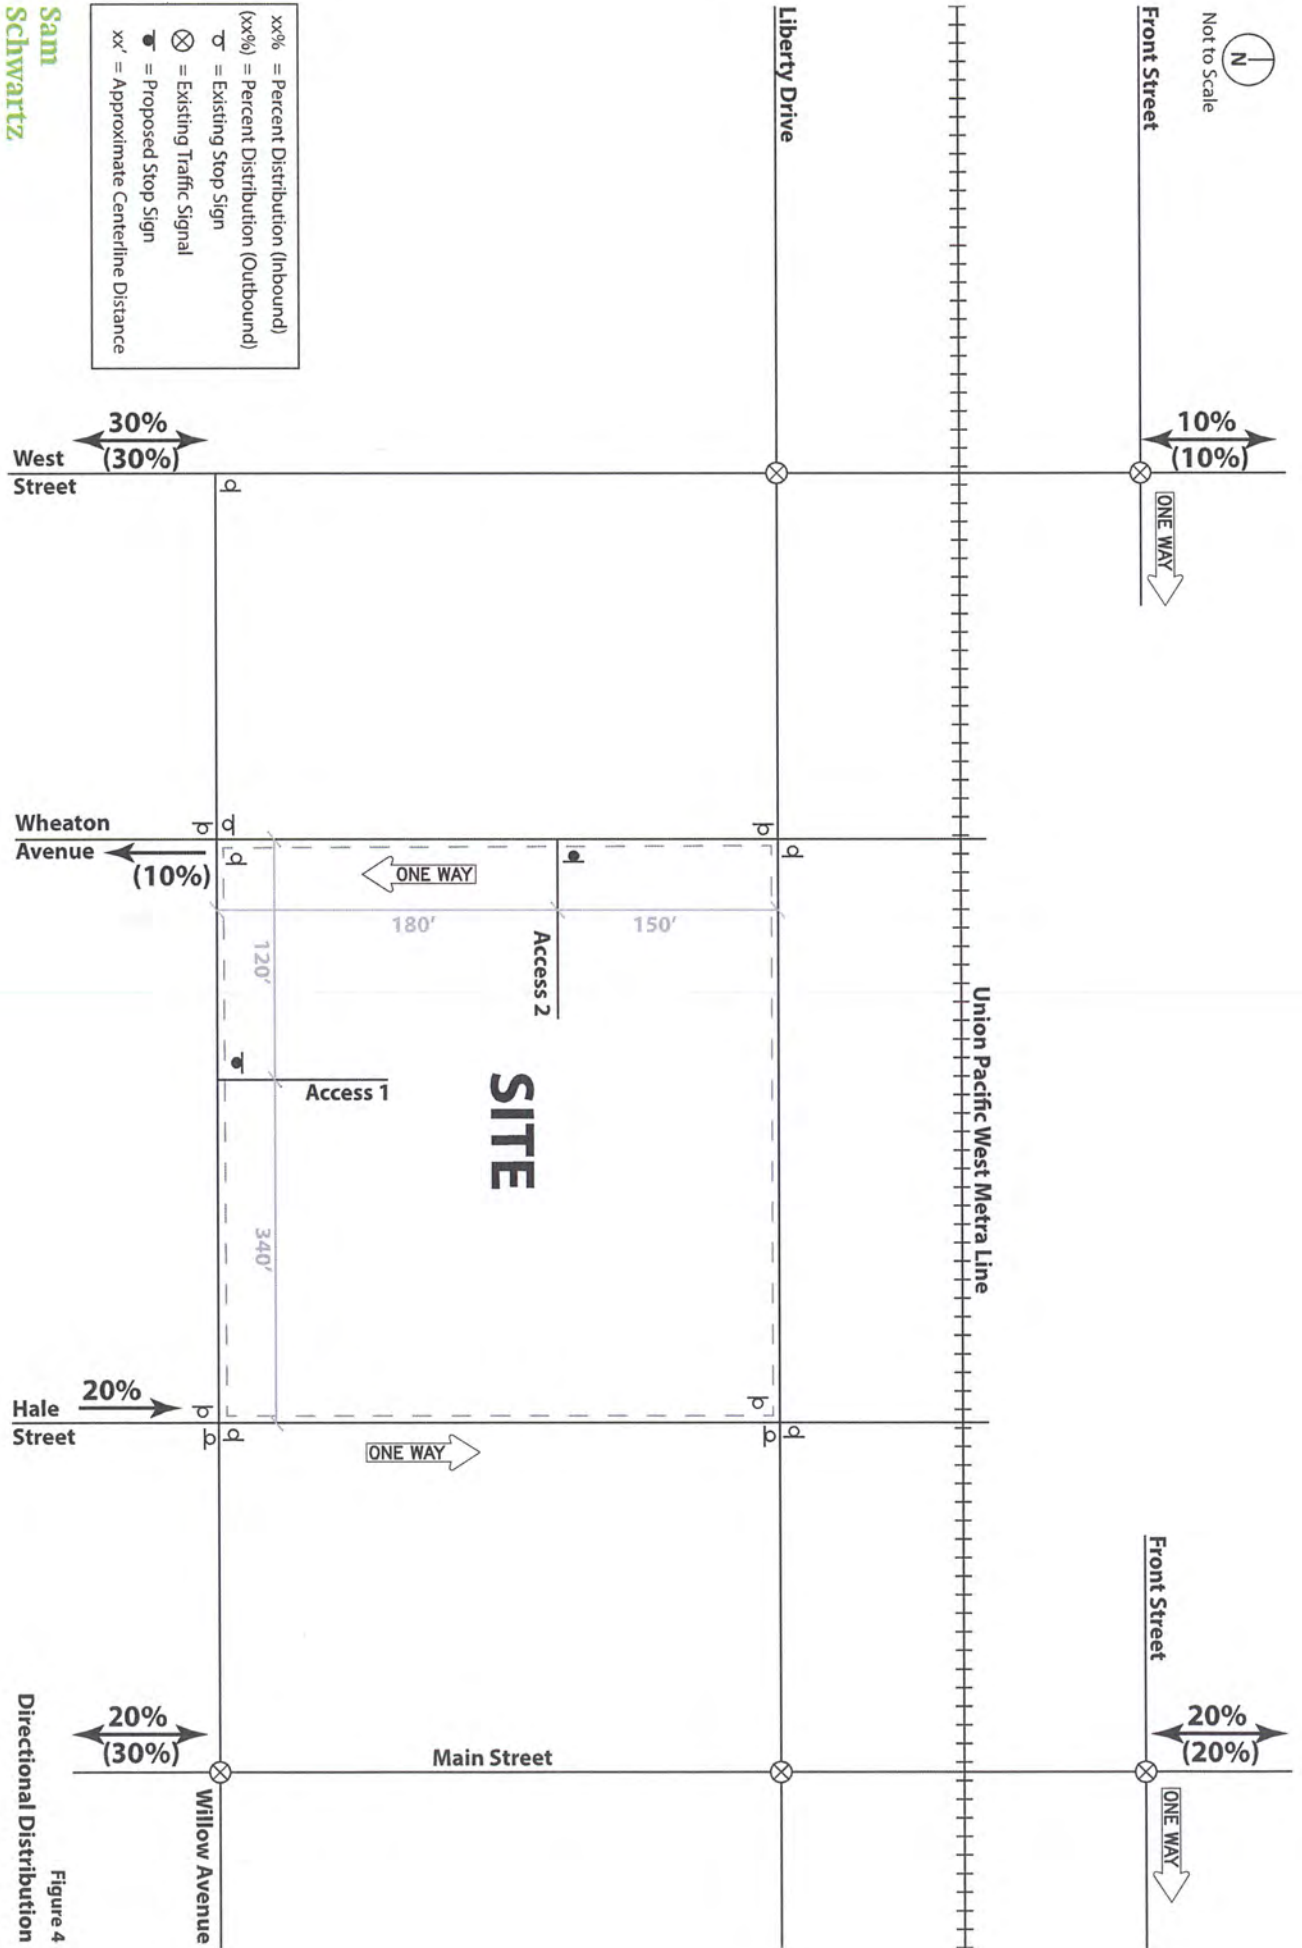 N
Not to Scale
Front Street
10%
(10%)
ONE WAY
Front Street
20%
(20%)
ONE WAY
Union Pacific West Metra Line
Liberty Drive
xx% = Percent Distribution (Inbound)
(xx%) = Percent Distribution (Outbound)
= Existing Stop Sign
= Existing Traffic Signal
= Proposed Stop Sign
xx' = Approximate Centerline Distance
Sam
Schwartz
30%
(30%)
West
Street
Wheaton
Avenue
(10%)
ONE WAY
180'
150'
120'
Access 2
SITE
Access 1
340'
20%
Hale
Street
ONE WAY
20%
(30%)
Main Street
Willow Avenue
Figure 4
Directional Distribution